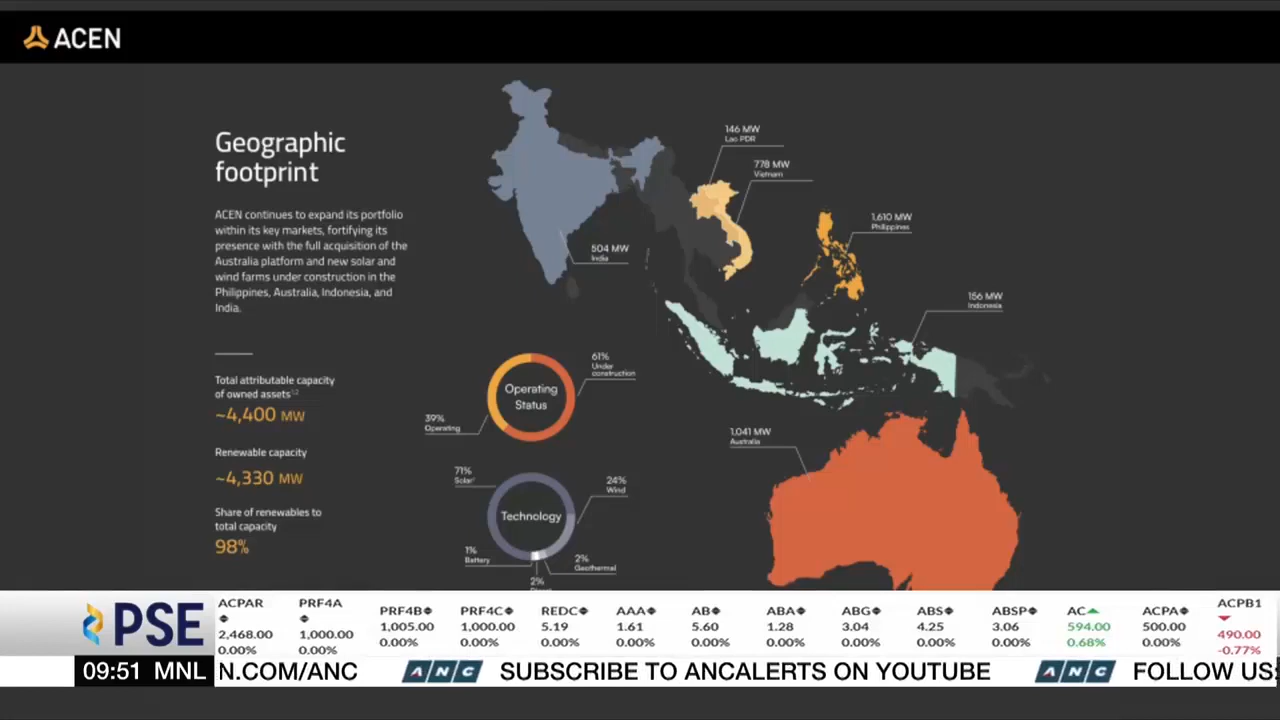 ACEN
Geographic
footprint
ACEN continues to expand its portfolio
within its key markets, fortifying its
presence with the full acquisition of the
Australia platform and new solar and
wind farms under construction in the
Philippines, Australia, Indonesia, and
India.
Total attributable capacity
of owned assets
~4,400 MW
Renewable capacity
~4,330 MW
Share of renewables to
total capacity
98%
146 MW
Lao PDR
778 MW
Vietnam
1,610 MW
Philippines
504 MW
India
156 MW
Indonesia
1,041 MW
Australia
Operating
Status
61%
Under
construction
39%
Operating
Technology
71%
Solar
24%
Wind
1%
Battery
2%
Geothermal
2%
PSE
ACPAR
2,468.00
0.00%
PRF4A
1,000.00
0.00%
PRF4B
1,005.00
0.00%
PRF4C
1,000.00
0.00%
REDC
5.19
0.00%
AAA
1.61
0.00%
AB
5.60
0.00%
ABA
1.28
0.00%
ABG
3.04
0.00%
ABS
4.25
0.00%
ABSP
3.06
0.00%
AC
594.00
0.68%
ACPA
500.00
0.00%
ACPB1
490.00
-0.77%
09:51 MNL
N.COM/ANC ANC SUBSCRIBE TO ANCALERTS ON YOUTUBE ANC FOLLOW US: